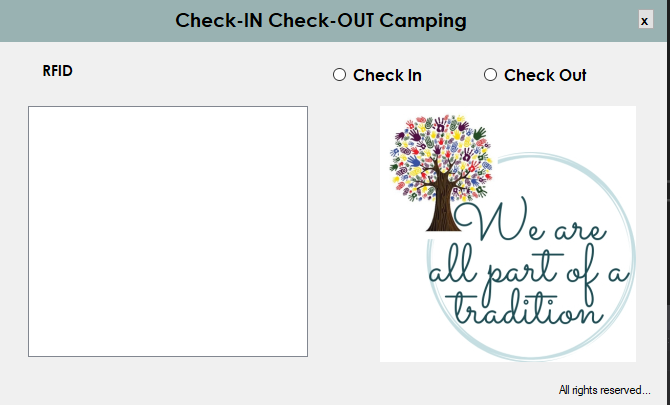 Check-IN Check-OUT Camping
x
RFID
Check In
Check Out
We are
all part of a
tradition
All rights reserved...